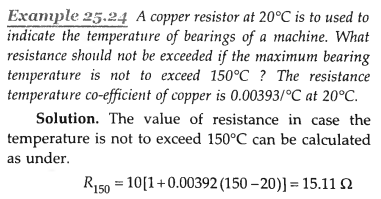 Example 25.24 A copper resistor at 20°C is to used to
indicate the temperature of bearings of a machine. What
resistance should not be exceeded if the maximum bearing
temperature is not to exceed 150°C ? The resistance
temperature co-efficient of copper is 0.00393/°C at 20°C.
Solution. The value of resistance in case the
temperature is not to exceed 150°C can be calculated
as under.
R150 = 10[1+0.00392(150−20)] = 15.11 Ω